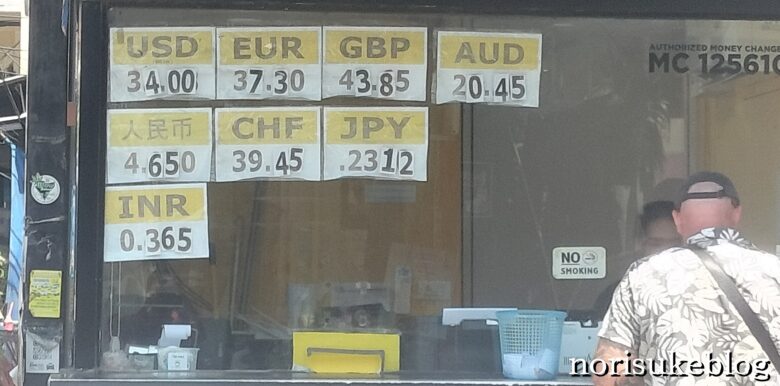 USD EUR GBP AUD
34.00 37.30 43.85 20.45
AUTHORIZED MONEY CHANGE
MC 125610
人民币 CHF JPY
4.650 39.45 .2312
INR
0.365
NO
SMOKING
norisukeblog